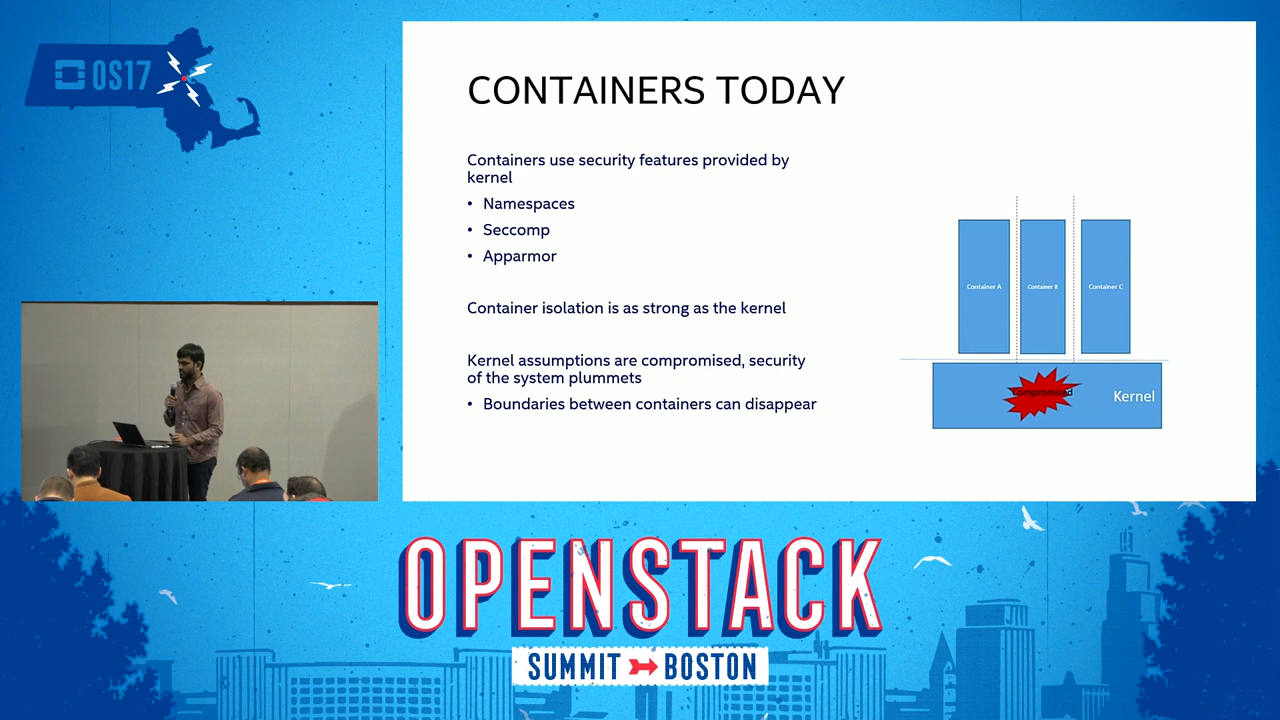 OS17
CONTAINERS TODAY
Containers use security features provided by
kernel
• Namespaces
• Seccomp
• Apparmor
Container isolation is as strong as the kernel
Kernel assumptions are compromised, security
of the system plummets
• Boundaries between containers can disappear
Container A
Container B
Container C
Compromised
Kernel
OPENSTACK
SUMMIT BOSTON